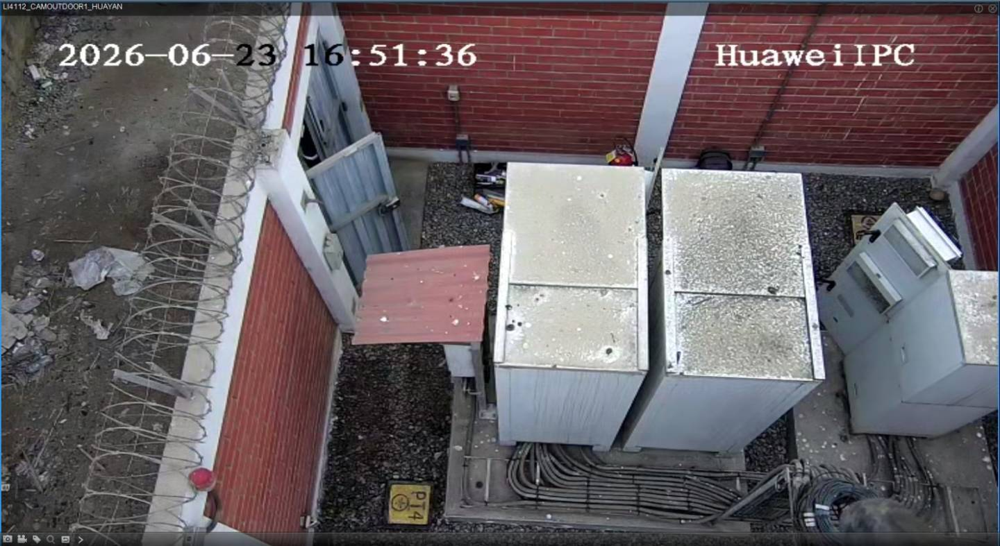 LI4112_CAMOUTDOOR1_HUAYAN
2026-06-23 16:51:36
HuaweiIPC
PT4